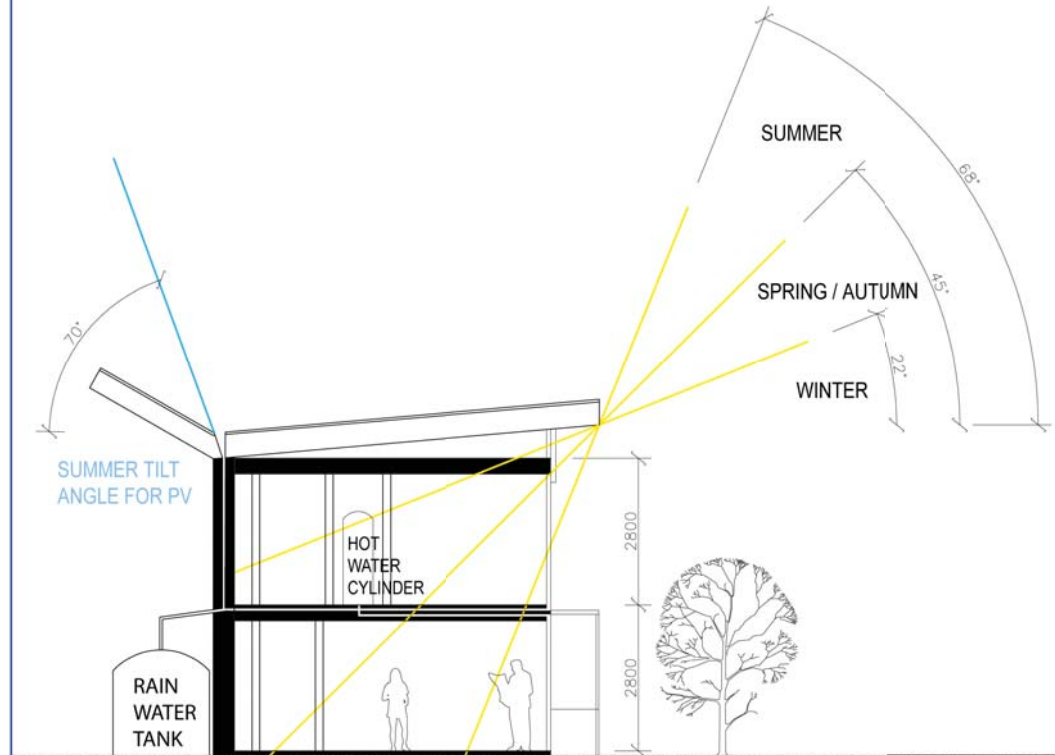 SUMMER
68°
45°
SPRING / AUTUMN
22°
WINTER
70°
SUMMER TILT
ANGLE FOR PV
2800
HOT
WATER
CYLINDER
2800
RAIN
WATER
TANK